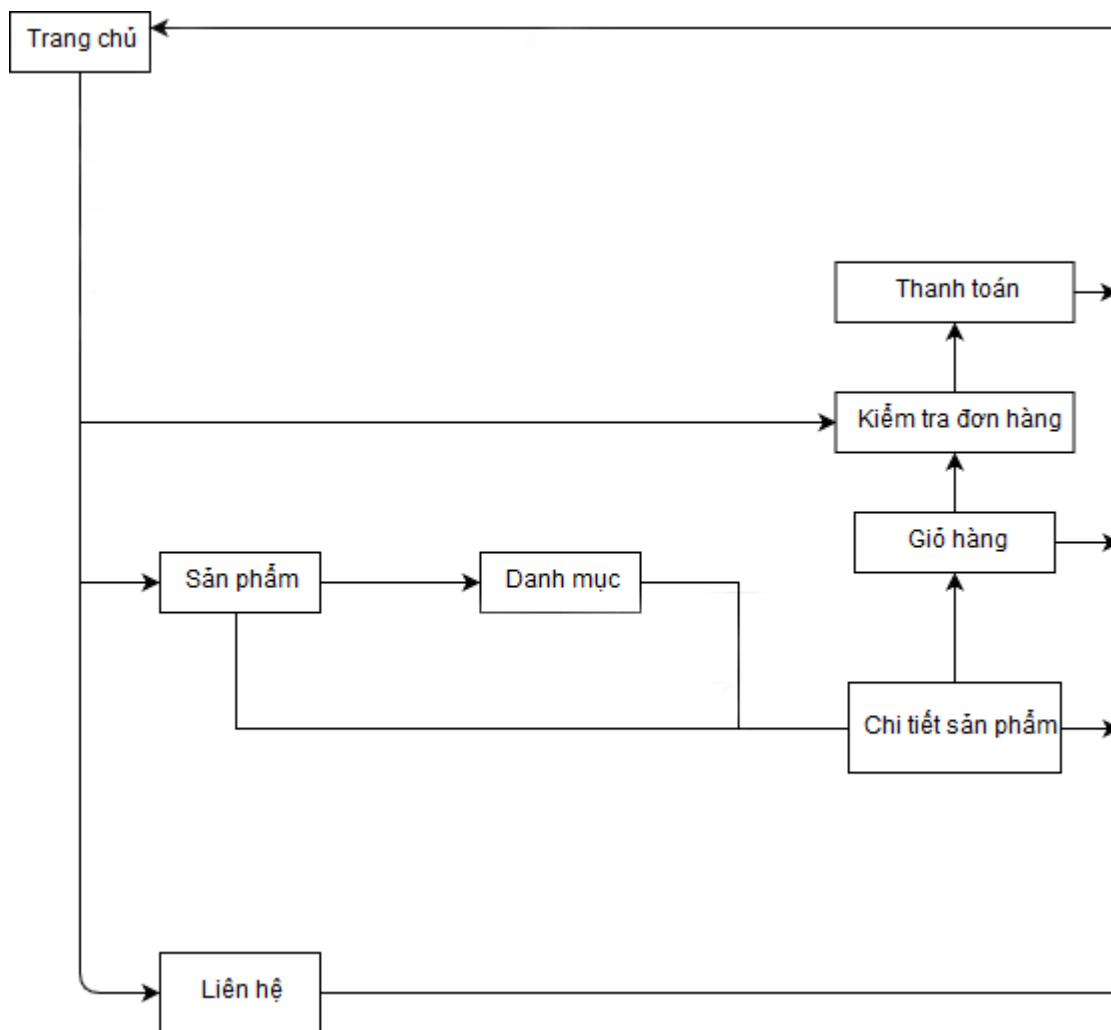 Trang chủ
Thanh toán
Kiểm tra đơn hàng
Giỏ hàng
Sản phẩm
Danh mục
Chi tiết sản phẩm
Liên hệ